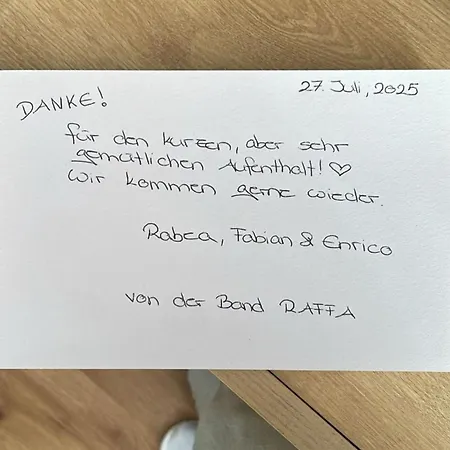 27. Juli, 2025
DANKE!
für den kurzen, aber sehr
gemütlichen Aufenthalt! ♡
Wir kommen gerne wieder.
Rabea, Fabian & Enrico
von der Band RAFFA